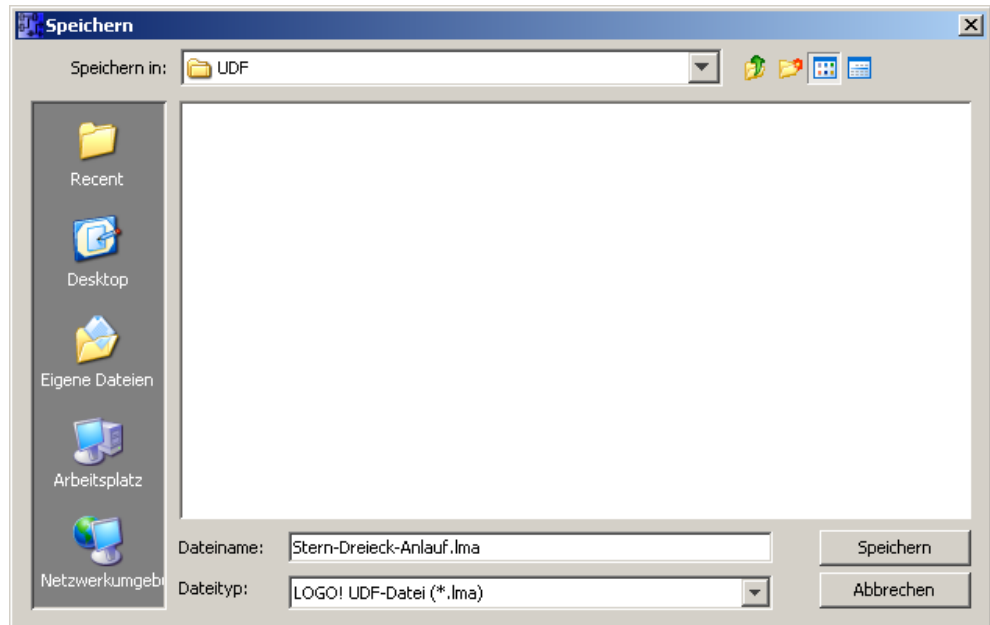 Speichern
Speichern in: UDF
Recent
Desktop
Eigene Dateien
Arbeitsplatz
Netzwerkumgeb
Dateiname: Stern-Dreieck-Anlauf.lma Speichern
Dateityp: LOGO! UDF-Datei (*.lma) Abbrechen